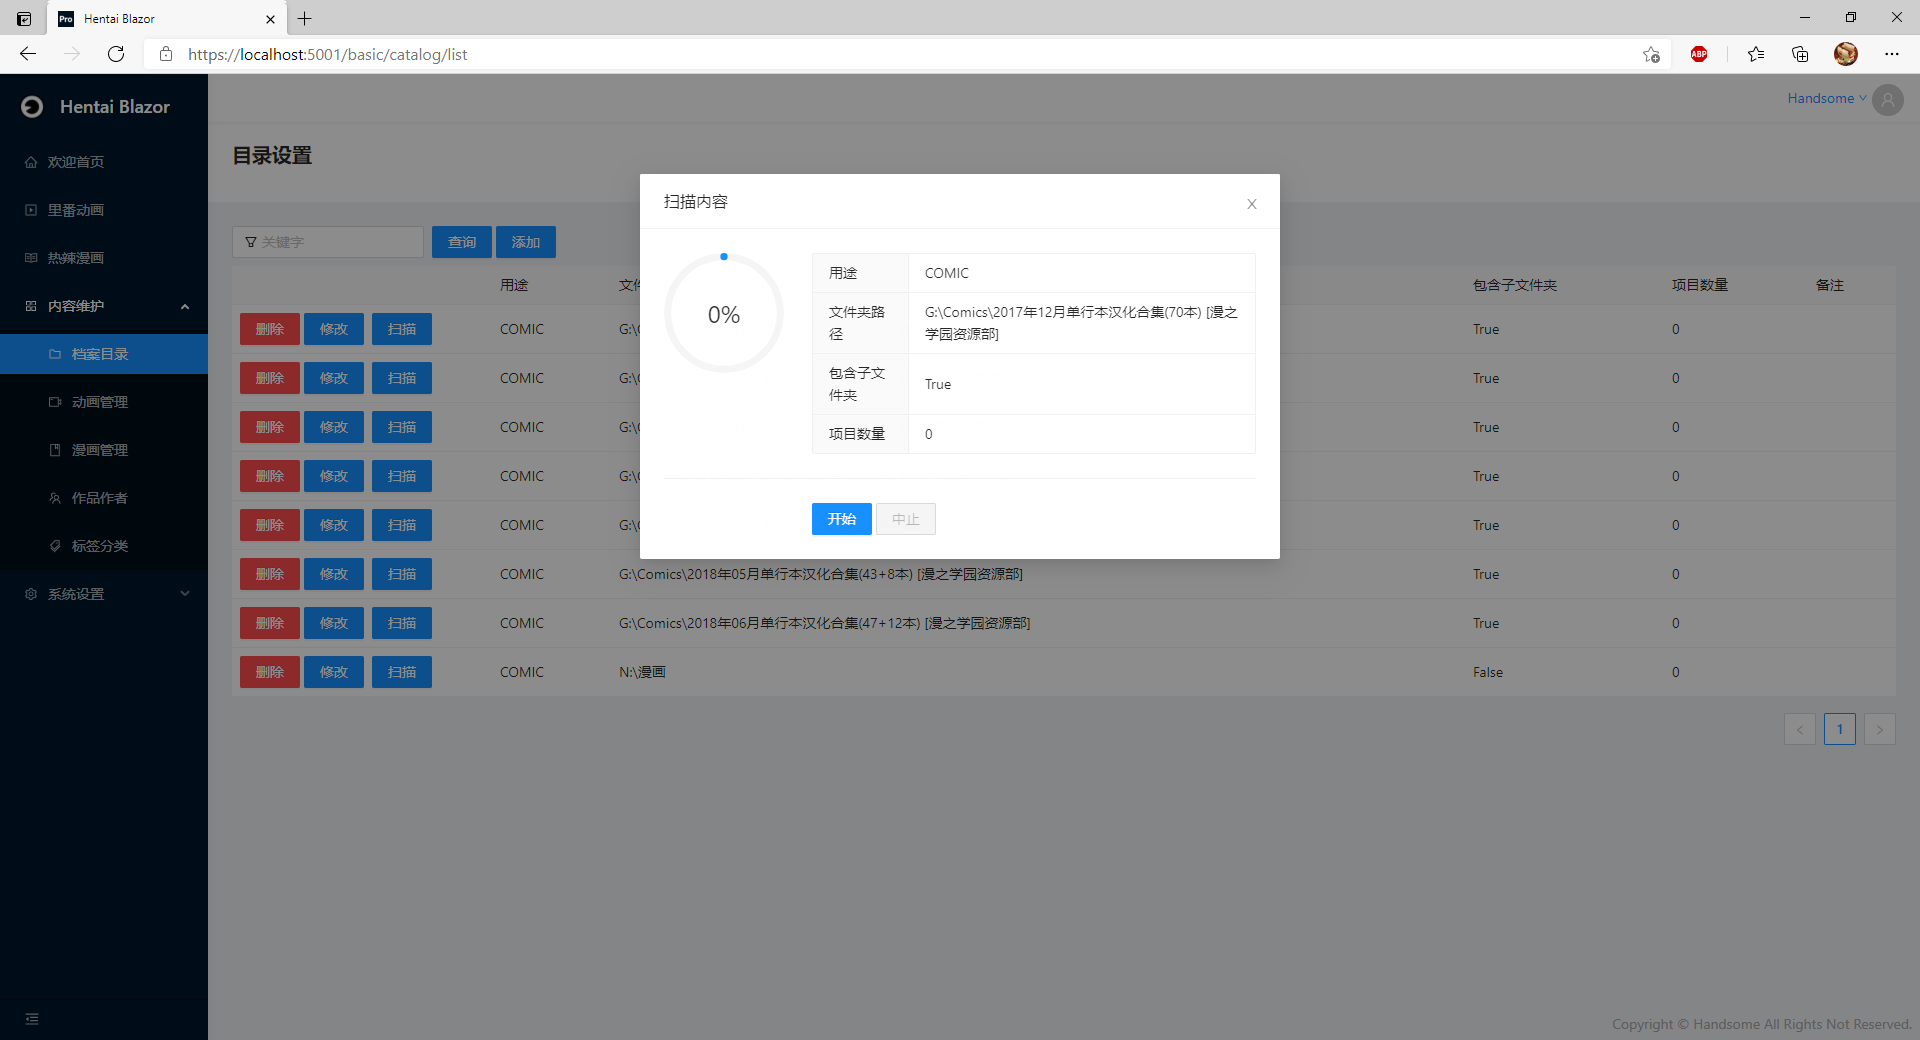 Hentai Blazor
https://localhost:5001/basic/catalog/list
ABP
Pro
Hentai Blazor
Handsome
欢迎首页
里番动画
热辣漫画
内容维护
档案目录
动画管理
漫画管理
作品作者
标签分类
系统设置
目录设置
关键字
查询
添加
用途
文件
包含子文件夹
项目数量
备注
删除 修改 扫描 COMIC G:\ True 0
删除 修改 扫描 COMIC G:\ True 0
删除 修改 扫描 COMIC G:\ True 0
删除 修改 扫描 COMIC G:\ True 0
删除 修改 扫描 COMIC G:\ True 0
删除 修改 扫描 COMIC G:\Comics\2018年05月单行本汉化合集(43+8本) [漫之学园资源部] True 0
删除 修改 扫描 COMIC G:\Comics\2018年06月单行本汉化合集(47+12本) [漫之学园资源部] True 0
删除 修改 扫描 COMIC N:\漫画 False 0
1
扫描内容
0%
用途 COMIC
文件夹路
径
G:\Comics\2017年12月单行本汉化合集(70本) [漫之
学园资源部]
包含子文
件夹
True
项目数量 0
开始
中止
Copyright © Handsome All Rights Not Reserved.